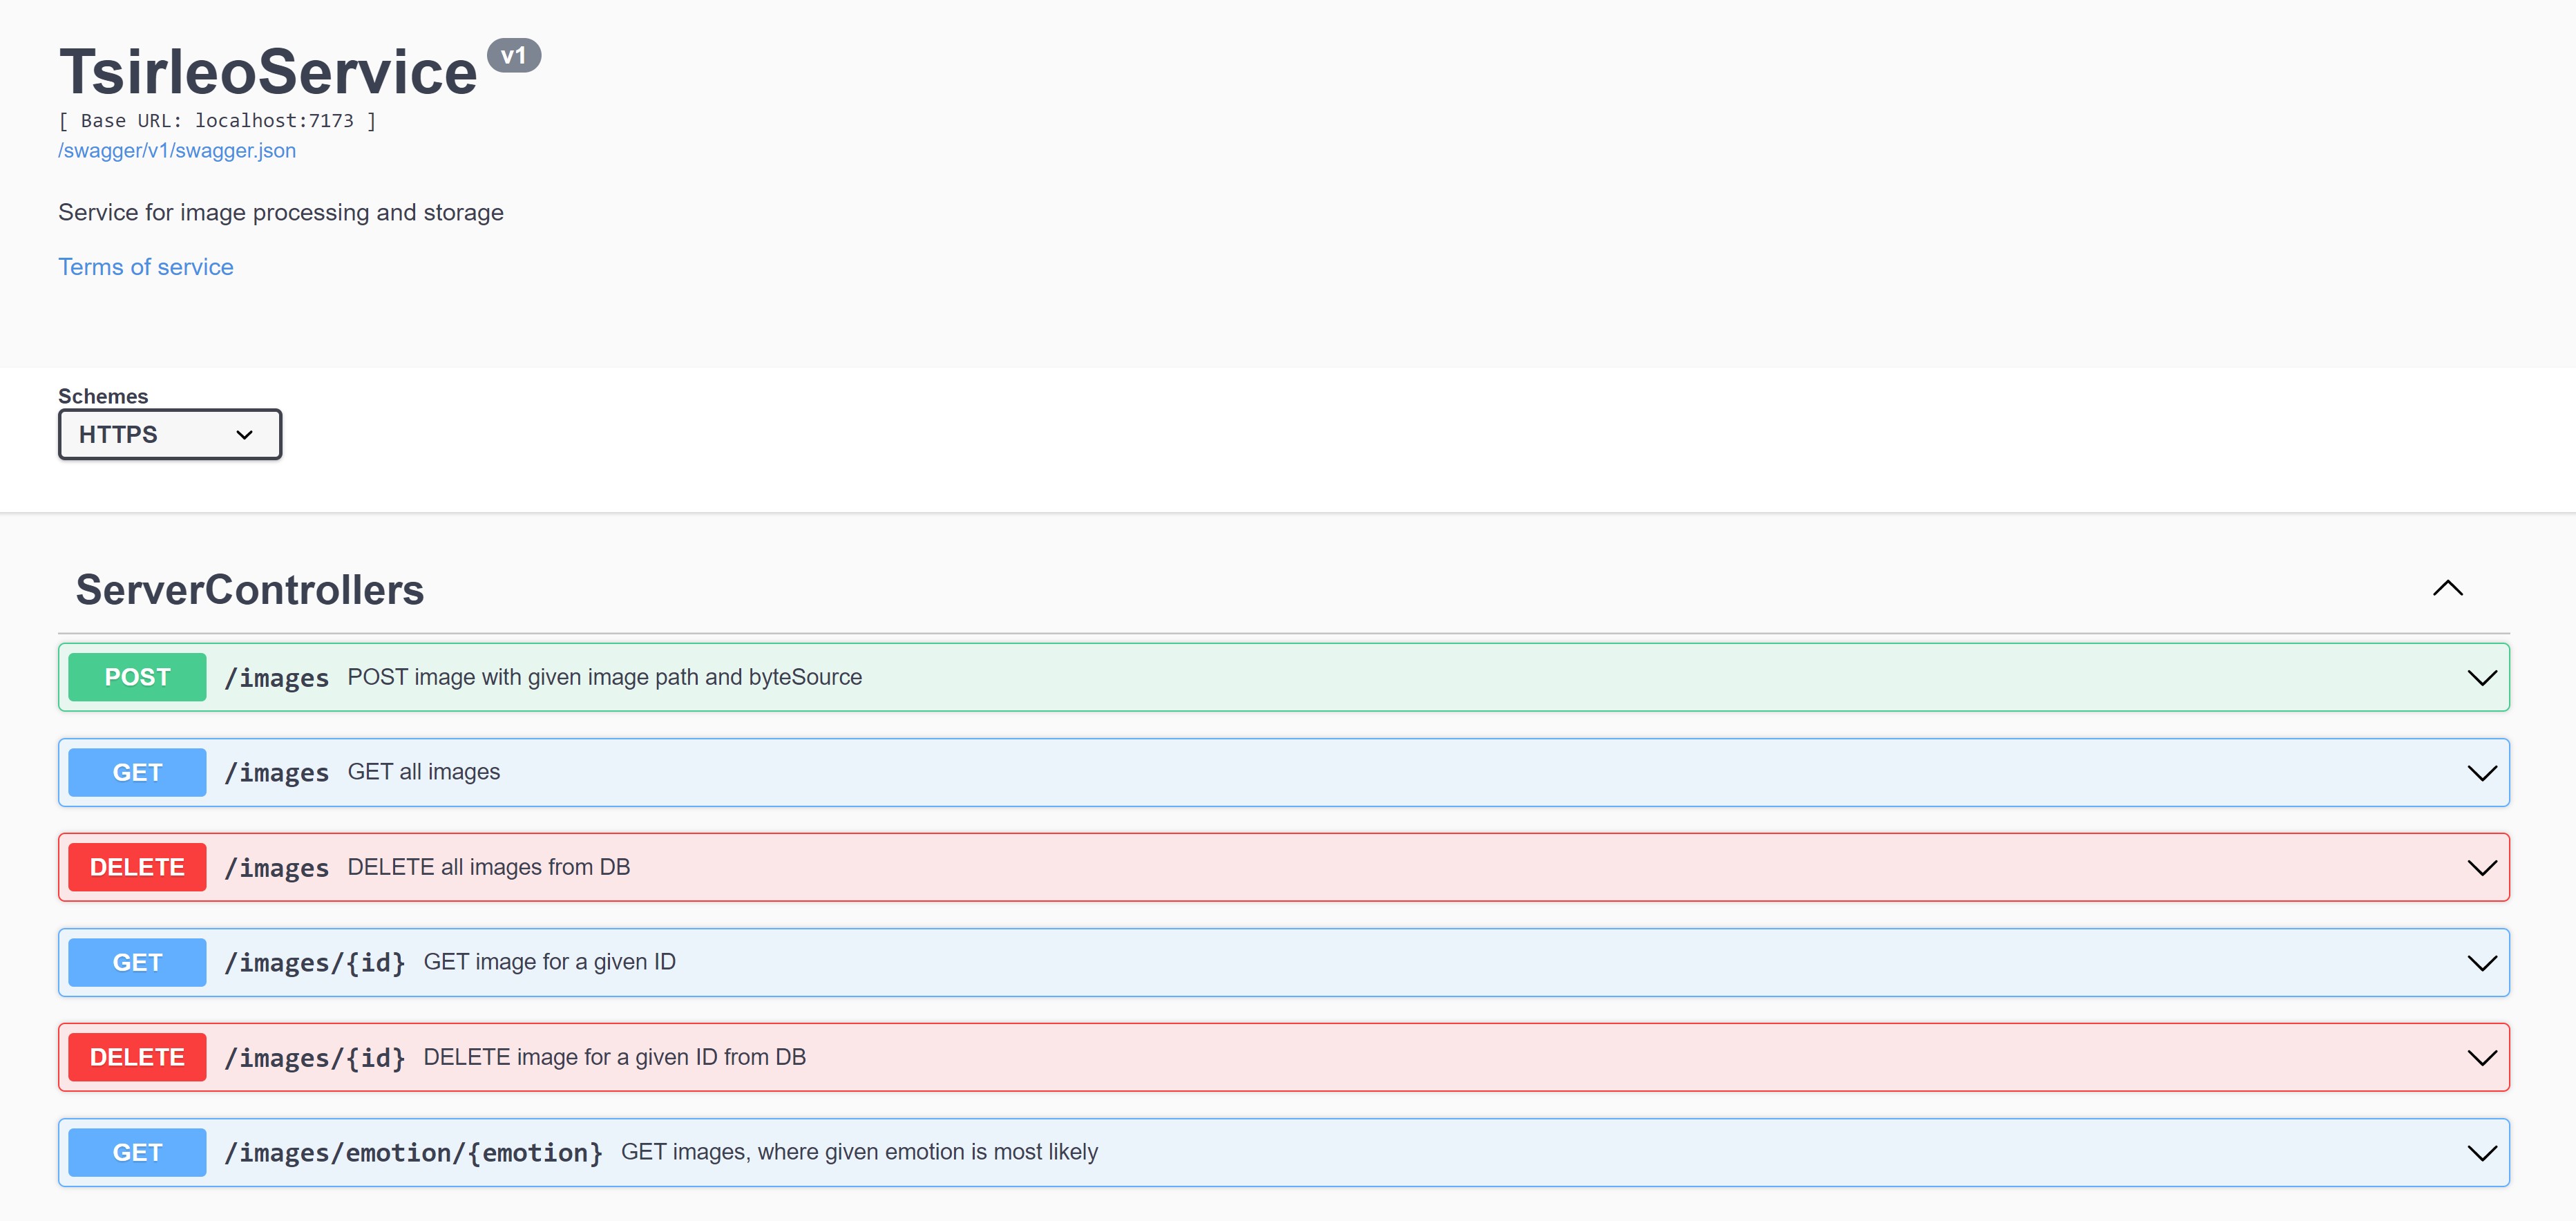 TsirleoService v1
[ Base URL: localhost:7173 ]
/swagger/v1/swagger.json
Service for image processing and storage
Terms of service
Schemes
HTTPS
ServerControllers
POST /images POST image with given image path and byteSource
GET /images GET all images
DELETE /images DELETE all images from DB
GET /images/{id} GET image for a given ID
DELETE /images/{id} DELETE image for a given ID from DB
GET /images/emotion/{emotion} GET images, where given emotion is most likely